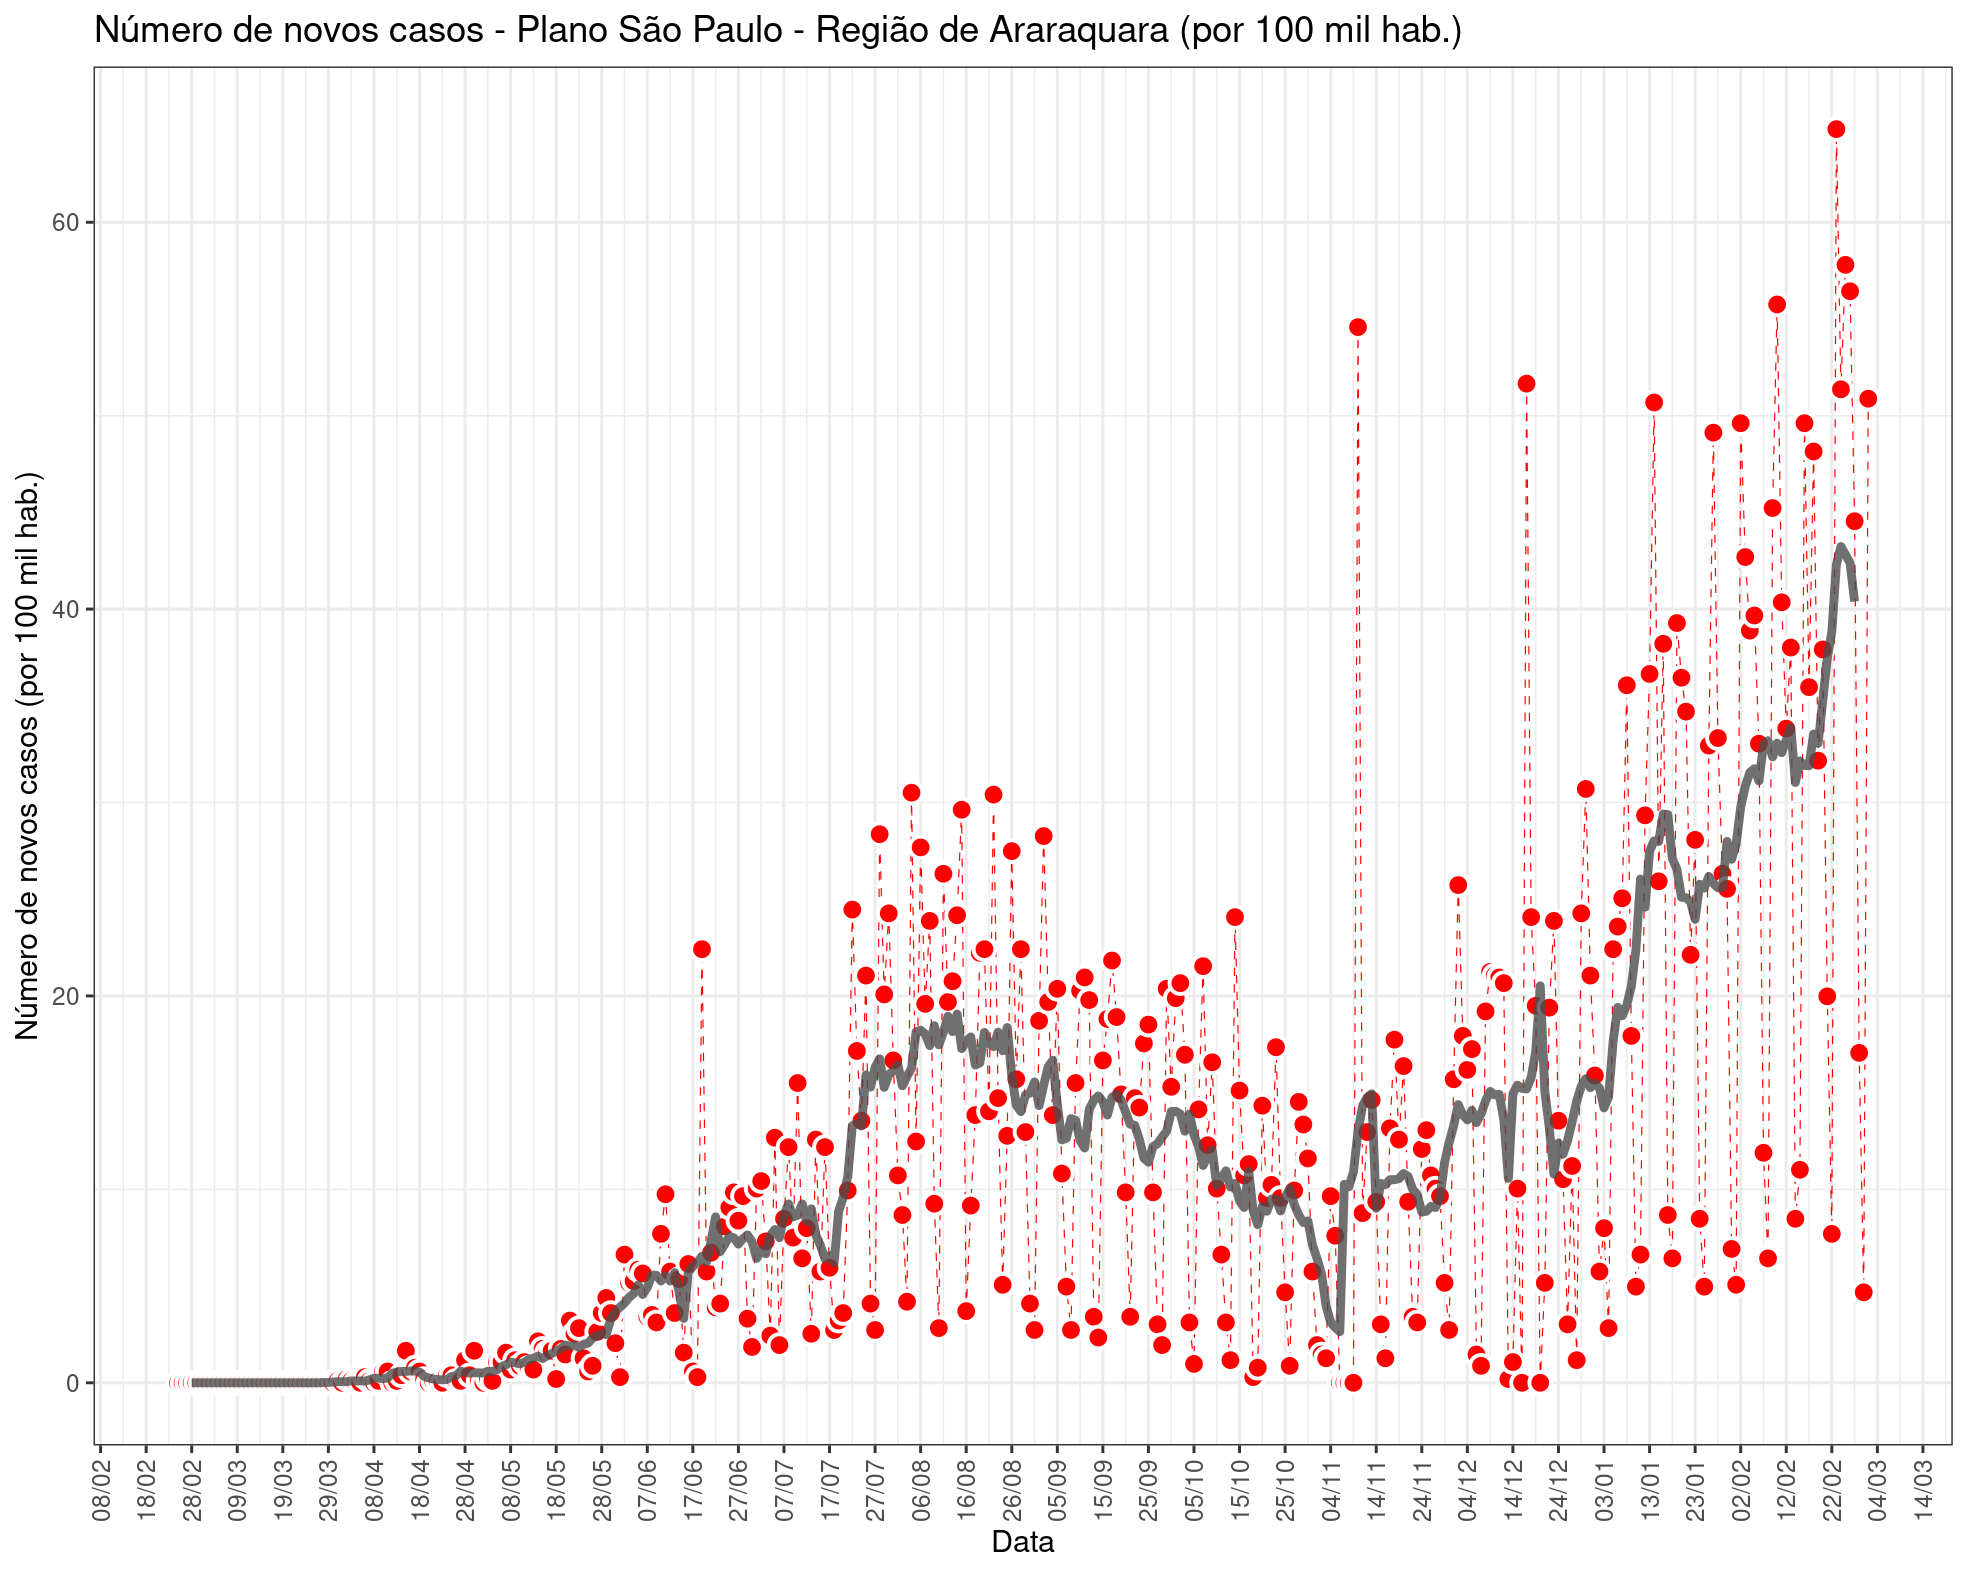 Número de novos casos - Plano São Paulo - Região de Araraquara (por 100 mil hab.)
Número de novos casos (por 100 mil hab.)
60
40
20
0
08/02 18/02 28/02 09/03 19/03 29/03 08/04 18/04 28/04 08/05 18/05 28/05 07/06 17/06 27/06 07/07 17/07 27/07 06/08 16/08 26/08 05/09 15/09 25/09 05/10 15/10 25/10 04/11 14/11 24/11 04/12 14/12 24/12 03/01 13/01 23/01 02/02 12/02 22/02 04/03 14/03
Data